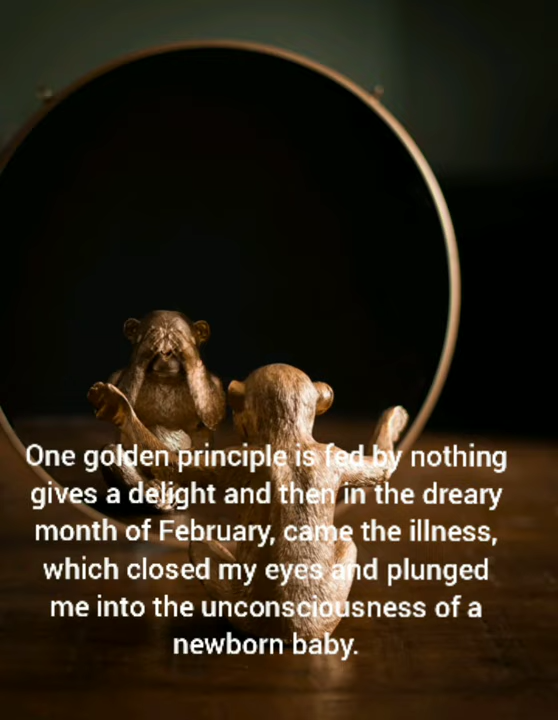 One golden principle is fed by nothing
gives a delight and then in the dreary
month of February, came the illness,
which closed my eyes and plunged
me into the unconsciousness of a
newborn baby.